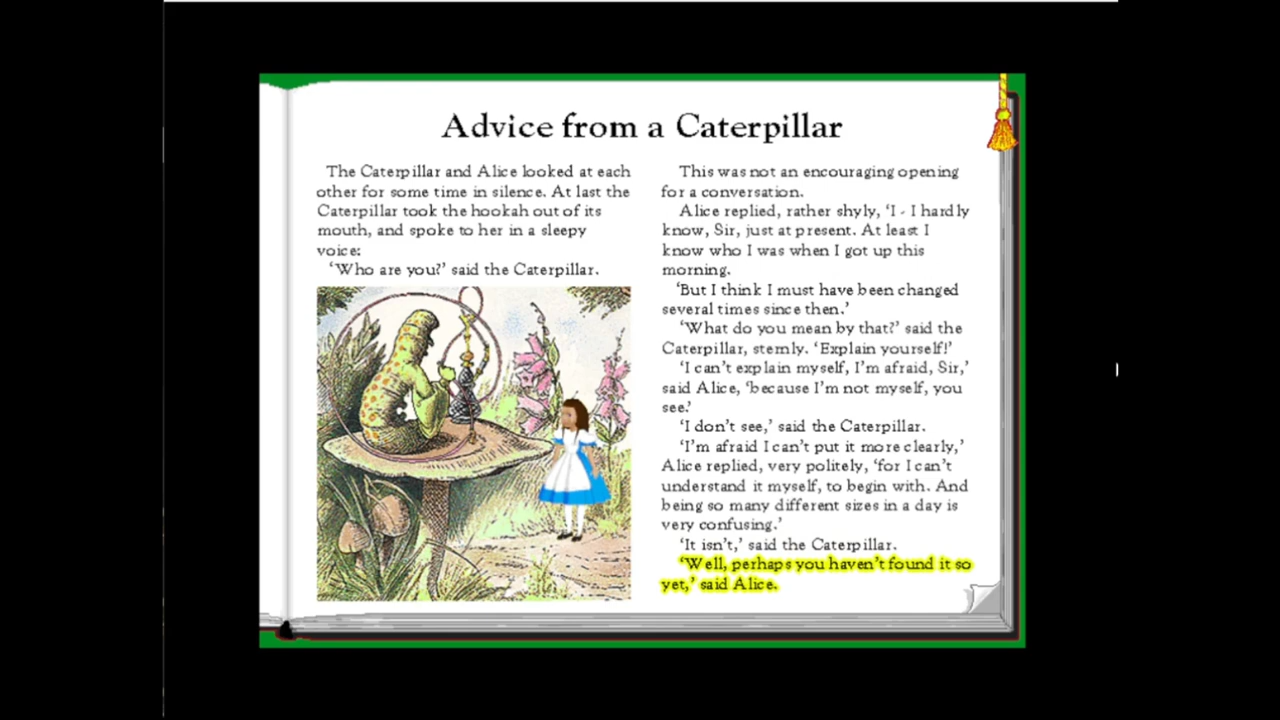 Advice from a Caterpillar
The Caterpillar and Alice looked at each
other for some time in silence. At last the
Caterpillar took the hookah out of its
mouth, and spoke to her in a sleepy
voice:
‘Who are you?’ said the Caterpillar.
This was not an encouraging opening
for a conversation.
Alice replied, rather shyly, ‘I - I hardly
know, Sir, just at present. At least I
know who I was when I got up this
morning.
‘But I think I must have been changed
several times since then.’
‘What do you mean by that?’ said the
Caterpillar, sternly. ‘Explain yourself!’
‘I can’t explain myself, I’m afraid, Sir,’
said Alice, ‘because I’m not myself, you
see.’
‘I don’t see,’ said the Caterpillar.
‘I’m afraid I can’t put it more clearly,’
Alice replied, very politely, ‘for I can’t
understand it myself, to begin with. And
being so many different sizes in a day is
very confusing.’
‘It isn’t,’ said the Caterpillar.
‘Well, perhaps you haven’t found it so
yet,’ said Alice.